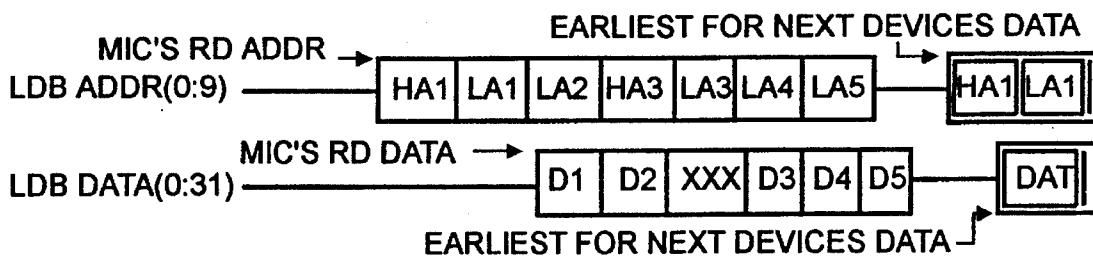 EARLIEST FOR NEXT DEVICES DATA
MIC'S RD ADDR
LDB ADDR(0:9) HA1 LA1 LA2 HA3 LA3 LA4 LA5 HA1 LA1
MIC'S RD DATA
LDB DATA(0:31) D1 D2 XXX D3 D4 D5 DAT
EARLIEST FOR NEXT DEVICES DATA